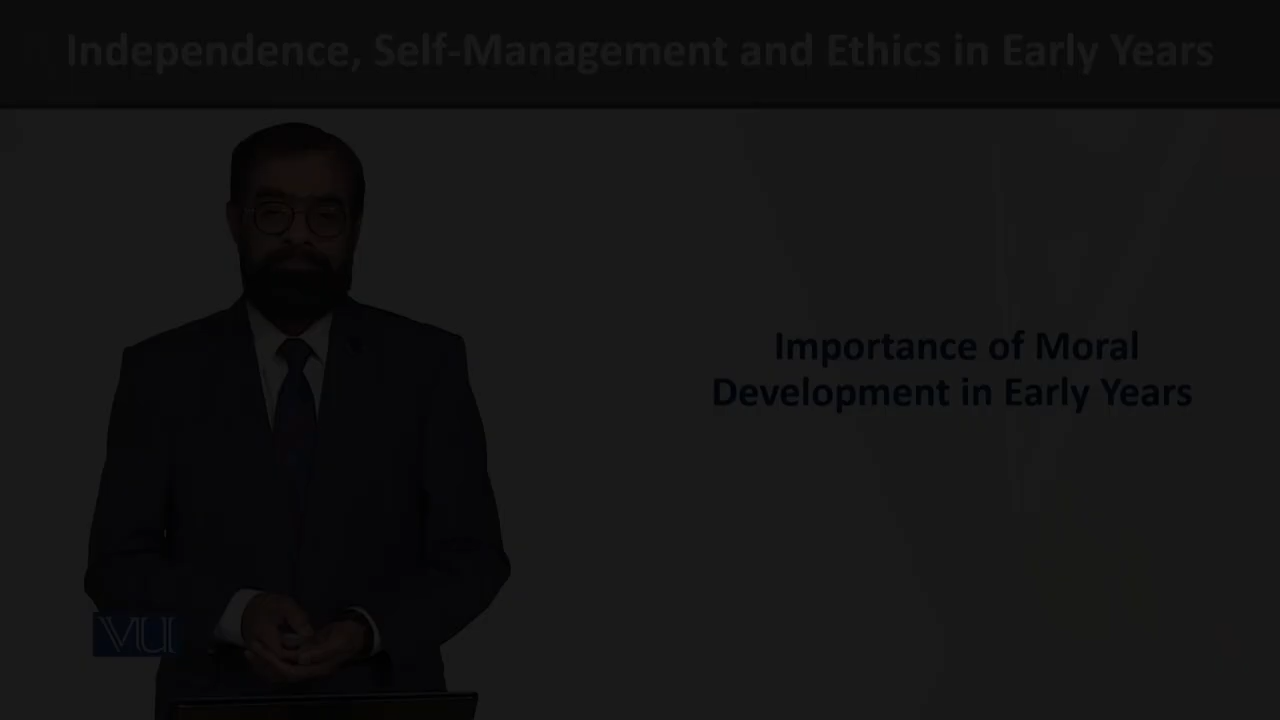 Independence, Self-Management and Ethics in Early Years
Importance of Moral
Development in Early Years
VU